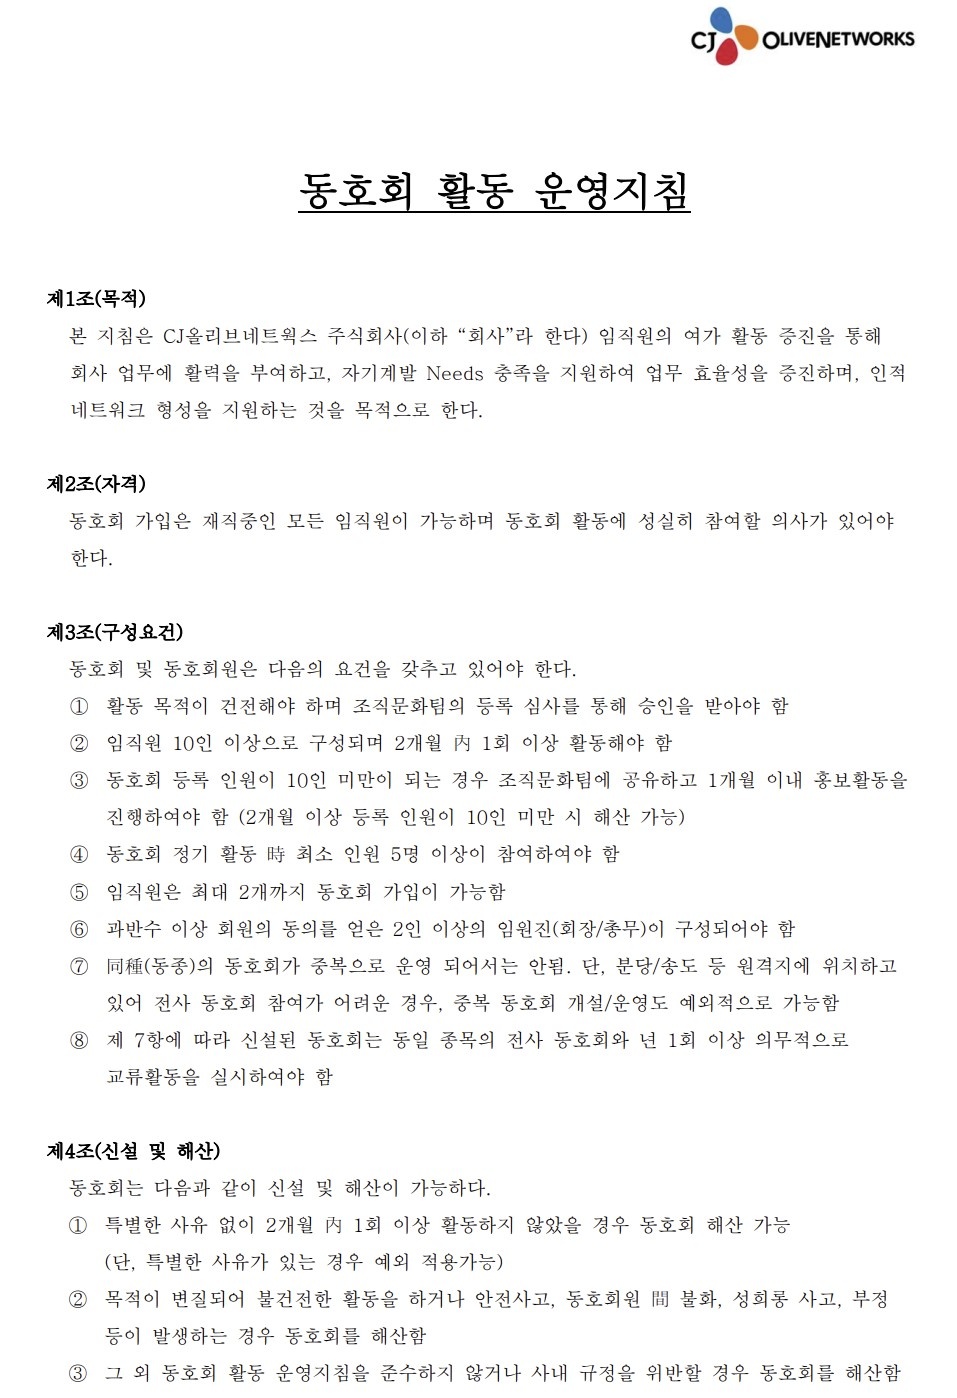 CJ OLIVENETWORKS
동호회 활동 운영지침
제1조(목적)
본 지침은 CJ올리브네트웍스 주식회사(이하 “회사”라 한다) 임직원의 여가 활동 증진을 통해
회사 업무에 활력을 부여하고, 자기계발 Needs 충족을 지원하여 업무 효율성을 증진하며, 인적
네트워크 형성을 지원하는 것을 목적으로 한다.
제2조(자격)
동호회 가입은 재직중인 모든 임직원이 가능하며 동호회 활동에 성실히 참여할 의사가 있어야
한다.
제3조(구성요건)
동호회 및 동호회원은 다음의 요건을 갖추고 있어야 한다.
① 활동 목적이 건전해야 하며 조직문화팀의 등록 심사를 통해 승인을 받아야 함
② 임직원 10인 이상으로 구성되며 2개월 內 1회 이상 활동해야 함
③ 동호회 등록 인원이 10인 미만이 되는 경우 조직문화팀에 공유하고 1개월 이내 홍보활동을
진행하여야 함 (2개월 이상 등록 인원이 10인 미만 시 해산 가능)
④ 동호회 정기 활동 時 최소 인원 5명 이상이 참여하여야 함
⑤ 임직원은 최대 2개까지 동호회 가입이 가능함
⑥ 과반수 이상 회원의 동의를 얻은 2인 이상의 임원진(회장/총무)이 구성되어야 함
⑦ 同種(동종)의 동호회가 중복으로 운영 되어서는 안됨. 단, 분당/송도 등 원격지에 위치하고
있어 전사 동호회 참여가 어려운 경우, 중복 동호회 개설/운영도 예외적으로 가능함
⑧ 제 7항에 따라 신설된 동호회는 동일 종목의 전사 동호회와 년 1회 이상 의무적으로
교류활동을 실시하여야 함
제4조(신설 및 해산)
동호회는 다음과 같이 신설 및 해산이 가능하다.
① 특별한 사유 없이 2개월 內 1회 이상 활동하지 않았을 경우 동호회 해산 가능
(단, 특별한 사유가 있는 경우 예외 적용가능)
② 목적이 변질되어 불건전한 활동을 하거나 안전사고, 동호회원 間 불화, 성희롱 사고, 부정
등이 발생하는 경우 동호회를 해산함
③ 그 외 동호회 활동 운영지침을 준수하지 않거나 사내 규정을 위반할 경우 동호회를 해산함